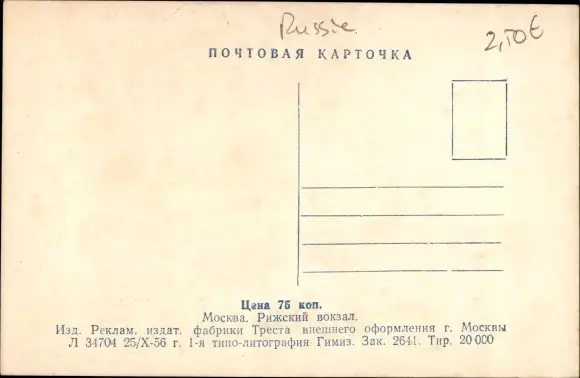 Russie.
2,50€
ПОЧТОВАЯ КАРТОЧКА
Цена 75 коп.
Москва. Рижский вокзал.
Изд. Реклам. издат. фабрики Треста внешнего оформления г. Москвы
Л 34704 25/X-56 г. 1-я типо-литография Гимиз. Зак. 2641. Тир. 20 000